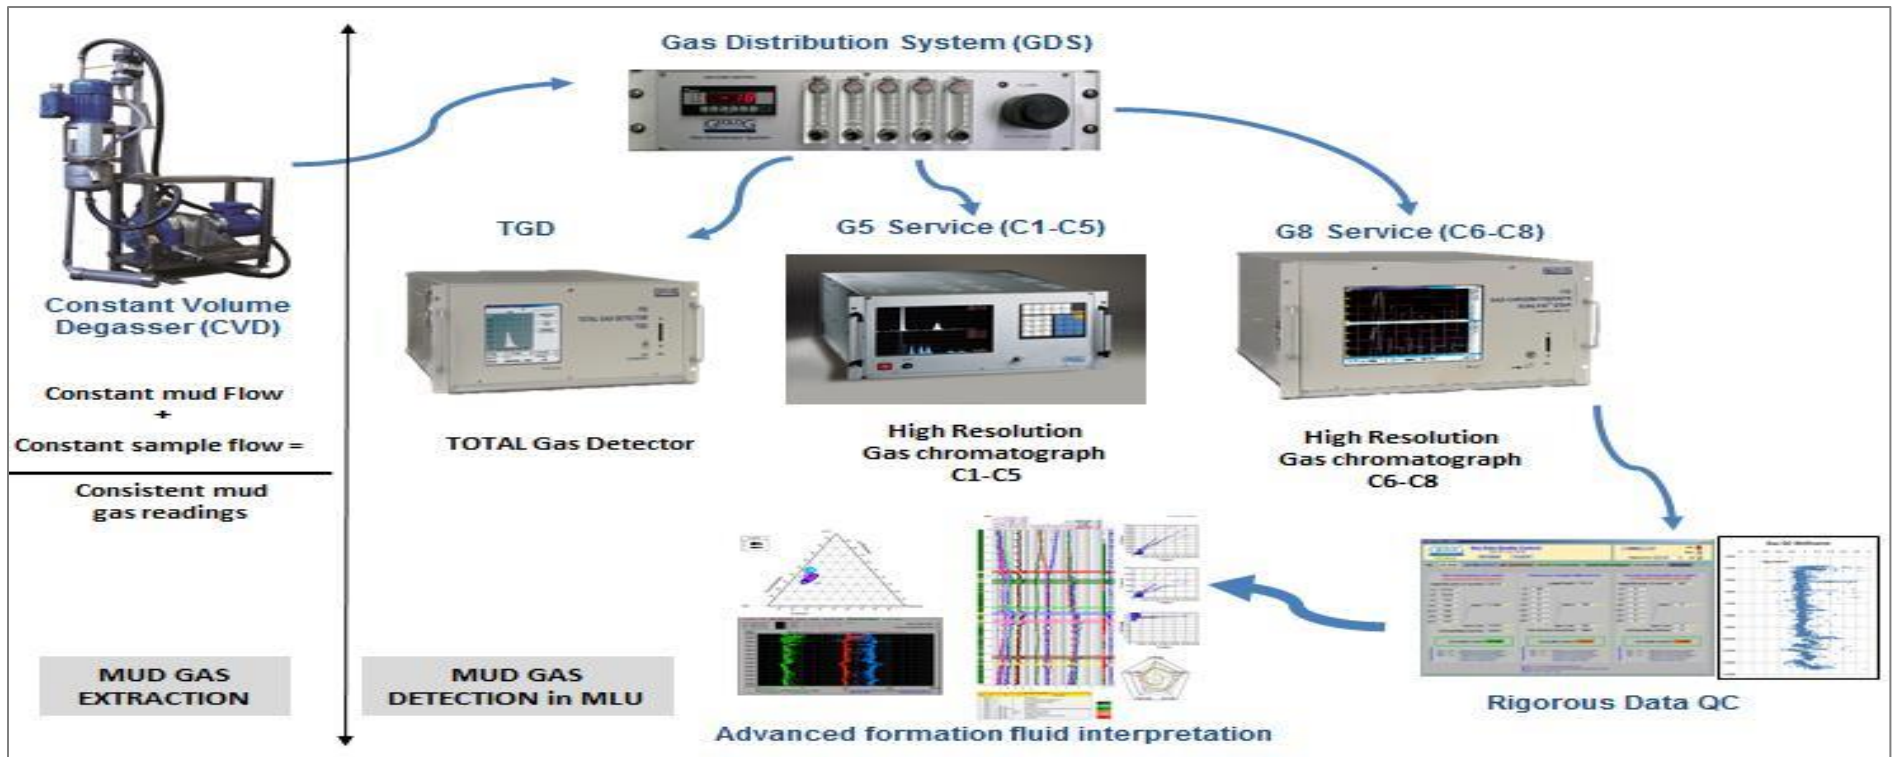 Gas Distribution System (GDS)
TGD
G5 Service (C1-C5)
G8 Service (C6-C8)
TOTAL GAS DETECTOR
Constant Volume
Degasser (CVD)
Constant mud Flow
+
Constant sample flow =
Consistent mud
gas readings
TOTAL Gas Detector
High Resolution
Gas chromatograph
C1-C5
High Resolution
Gas chromatograph
C6-C8
MUD GAS
EXTRACTION
MUD GAS
DETECTION in MLU
Rigorous Data QC
Advanced formation fluid interpretation